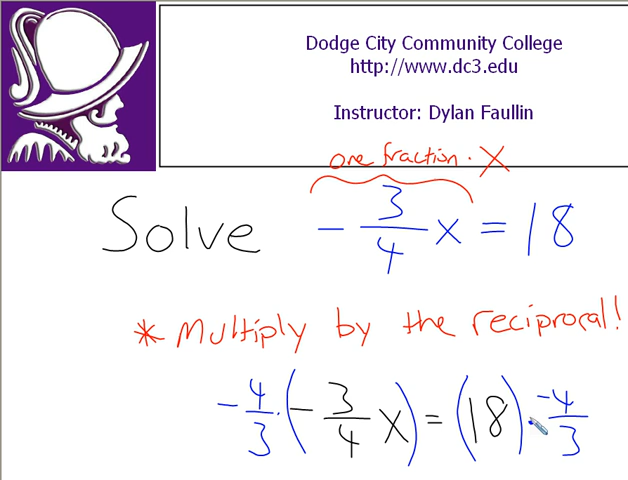 Dodge City Community College
http://www.dc3.edu
Instructor: Dylan Faullin
one fraction · X
Solve - 3/4 x = 18
* Multiply by the reciprocal!
- 4/3 · (- 3/4 x) = (18) · -4/3